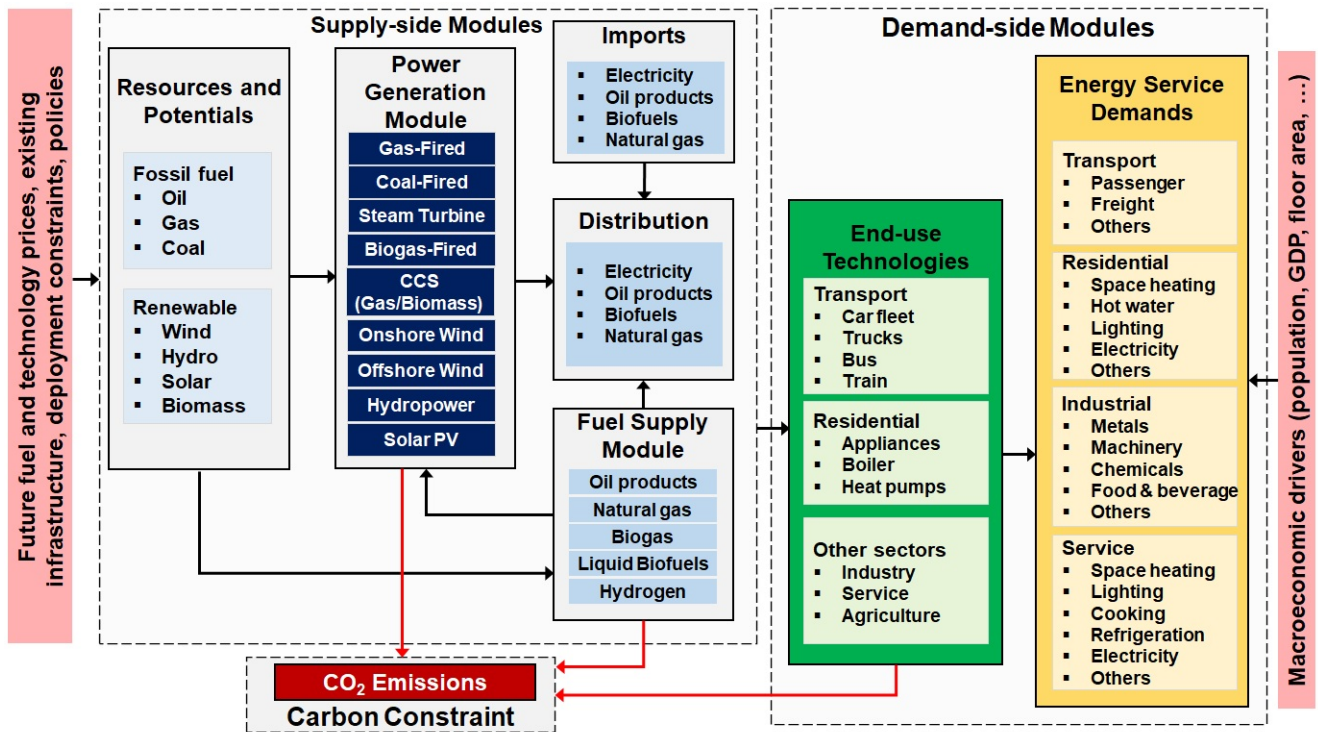 Future fuel and technology prices, existing
infrastructure, deployment constraints, policies
Supply-side Modules
Resources and
Potentials
Fossil fuel
▪ Oil
▪ Gas
▪ Coal
Renewable
▪ Wind
▪ Hydro
▪ Solar
▪ Biomass
Power
Generation
Module
Gas-Fired
Coal-Fired
Steam Turbine
Biogas-Fired
CCS
(Gas/Biomass)
Onshore Wind
Offshore Wind
Hydropower
Solar PV
Imports
▪ Electricity
▪ Oil products
▪ Biofuels
▪ Natural gas
Distribution
▪ Electricity
▪ Oil products
▪ Biofuels
▪ Natural gas
Fuel Supply
Module
Oil products
Natural gas
Biogas
Liquid Biofuels
Hydrogen
CO₂ Emissions
Carbon Constraint
Demand-side Modules
End-use
Technologies
Transport
▪ Car fleet
▪ Trucks
▪ Bus
▪ Train
Residential
▪ Appliances
▪ Boiler
▪ Heat pumps
Other sectors
▪ Industry
▪ Service
▪ Agriculture
Energy Service
Demands
Transport
▪ Passenger
▪ Freight
▪ Others
Residential
▪ Space heating
▪ Hot water
▪ Lighting
▪ Electricity
▪ Others
Industrial
▪ Metals
▪ Machinery
▪ Chemicals
▪ Food & beverage
▪ Others
Service
▪ Space heating
▪ Lighting
▪ Cooking
▪ Refrigeration
▪ Electricity
▪ Others
Macroeconomic drivers (population, GDP, floor area, ...)